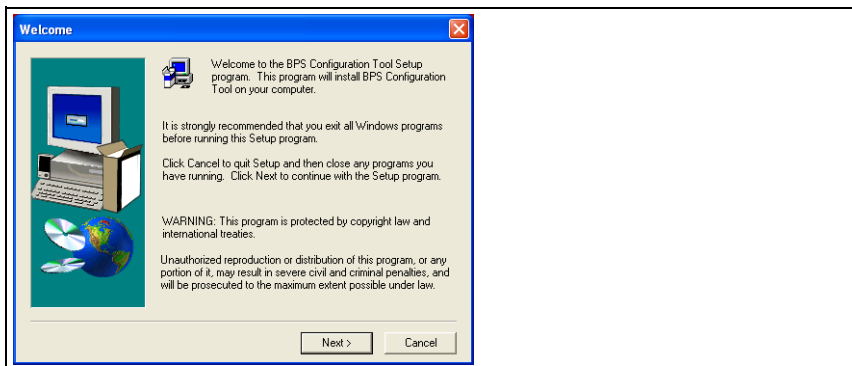 Welcome
Welcome to the BPS Configuration Tool Setup
program. This program will install BPS Configuration
Tool on your computer.
It is strongly recommended that you exit all Windows programs
before running this Setup program.
Click Cancel to quit Setup and then close any programs you
have running. Click Next to continue with the Setup program.
WARNING: This program is protected by copyright law and
international treaties.
Unauthorized reproduction or distribution of this program, or any
portion of it, may result in severe civil and criminal penalties, and
will be prosecuted to the maximum extent possible under law.
Next >
Cancel